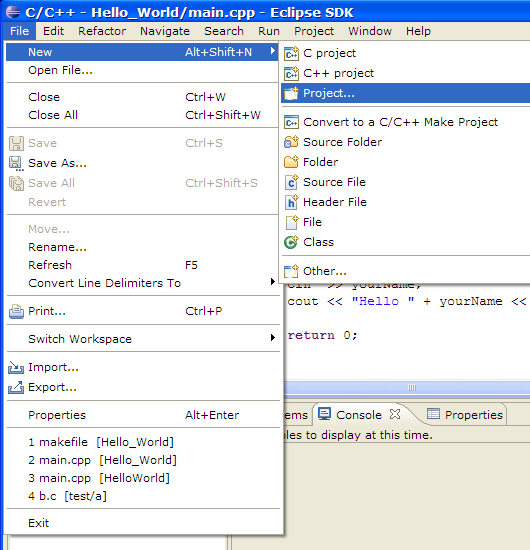 C/C++ - Hello_World/main.cpp - Eclipse SDK
File Edit Refactor Navigate Search Run Project Window Help
New Alt+Shift+N
Open File...
Close Ctrl+W
Close All Ctrl+Shift+W
Save Ctrl+S
Save As...
Save All Ctrl+Shift+S
Revert
Move...
Rename...
Refresh F5
Convert Line Delimiters To
Print... Ctrl+P
Switch Workspace
Import...
Export...
Properties Alt+Enter
1 makefile [Hello_World]
2 main.cpp [Hello_World]
3 main.cpp [HelloWorld]
4 b.c [test/a]
Exit
C project
C++ project
Project...
Convert to a C/C++ Make Project
Source Folder
Folder
Source File
Header File
File
Class
Other...
>> yourName;
cout << "Hello " + yourName <<
return 0;
ems Console Properties
les to display at this time.